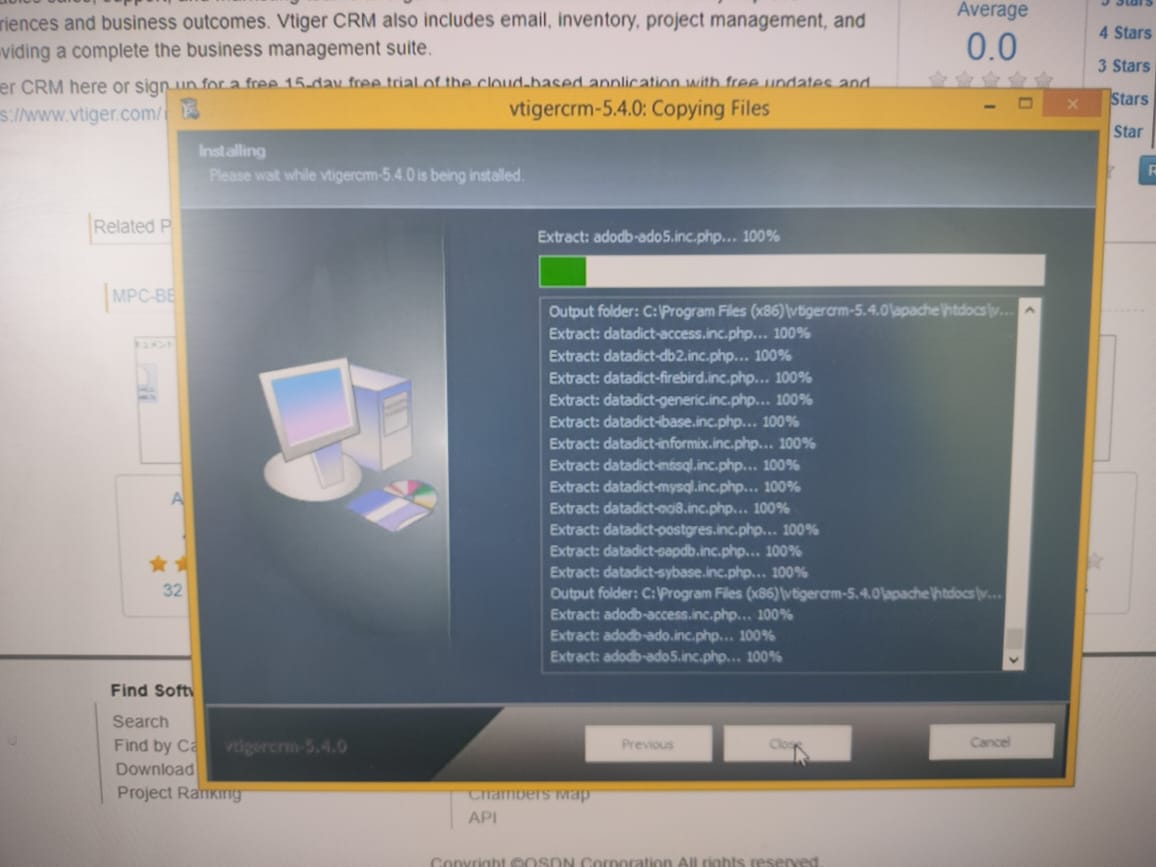 riences and business outcomes. Vtiger CRM also includes email, inventory, project management, and
viding a complete the business management suite.
er CRM here or sign up for a free 15-day free trial of the cloud-based application with free updates and
s://www.vtiger.com/
Average
0.0
4 Stars
3 Stars
Stars
Star
Related P
MPC-BE
A
32
vtigercrm-5.4.0: Copying Files
Installing
Please wait while vtigercrm-5.4.0 is being installed.
Extract: adodb-ado5.inc.php... 100%
Output folder: C:\Program Files (x86)\vtigercrm-5.4.0\apache\htdocs\v...
Extract: datadict-access.inc.php... 100%
Extract: datadict-db2.inc.php... 100%
Extract: datadict-firebird.inc.php... 100%
Extract: datadict-generic.inc.php... 100%
Extract: datadict-ibase.inc.php... 100%
Extract: datadict-informix.inc.php... 100%
Extract: datadict-mssql.inc.php... 100%
Extract: datadict-mysql.inc.php... 100%
Extract: datadict-oci8.inc.php... 100%
Extract: datadict-postgres.inc.php... 100%
Extract: datadict-sapdb.inc.php... 100%
Extract: datadict-sybase.inc.php... 100%
Output folder: C:\Program Files (x86)\vtigercrm-5.4.0\apache\htdocs\v...
Extract: adodb-access.inc.php... 100%
Extract: adodb-ado.inc.php... 100%
Extract: adodb-ado5.inc.php... 100%
vtigercrm-5.4.0
Previous
Close
Cancel
Find Softw
Search
Find by Ca
Download
Project Ranking
Chambers Map
API
Copyright ©OSDN Corporation All rights reserved.